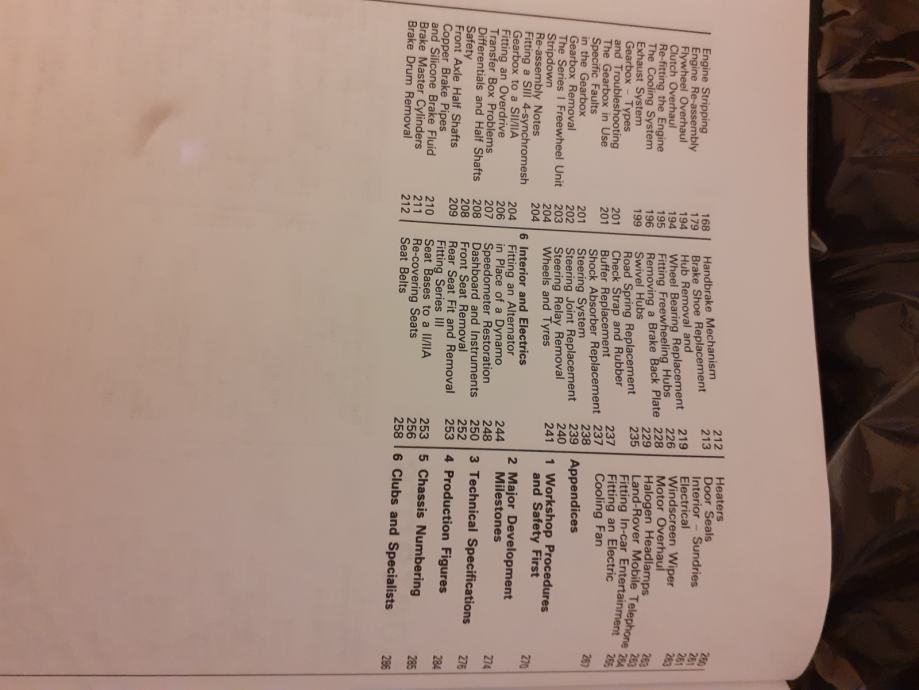 Engine Stripping 168
Engine Re-assembly 179
Flywheel Overhaul 194
Clutch Overhaul 194
Refitting the Engine 195
The Cooling System 196
Exhaust System 199
Gearbox – Types
and Troubleshooting 201
The Gearbox in Use 201
Specific Faults
in the Gearbox 201
Gearbox Removal 202
The Series I Freewheel Unit 203
Stripdown 204
Re-assembly Notes 204
Fitting a SIII 4-synchromesh
Gearbox to a SII/IIA 204
Fitting an Overdrive 206
Transfer Box Problems 207
Differentials and Half Shafts 208
Safety 208
Front Axle Half Shafts 209
Copper Brake Pipes
and Silicone Brake Fluid 210
Brake Master Cylinders 211
Brake Drum Removal 212
Handbrake Mechanism 212
Brake Shoe Replacement 213
Hub Removal and
Wheel Bearing Replacement 219
Fitting Freewheeling Hubs 226
Removing a Brake Back Plate 228
Swivel Hubs 229
Road Spring Replacement 235
Check Strap and Rubber
Buffer Replacement 237
Shock Absorber Replacement 237
Steering System 238
Steering Joint Replacement 239
Steering Relay Removal 240
Wheels and Tyres 241
6 Interior and Electrics
Fitting an Alternator
in Place of a Dynamo 244
Speedometer Restoration 248
Dashboard and Instruments 250
Front Seat Removal 252
Rear Seat Fit and Removal 253
Fitting Series III
Seat Bases to a II/IIA 253
Re-covering Seats 256
Seat Belts 258
Heaters 260
Door Seals 261
Interior – Sundries 261
Electrical 263
Windscreen Wiper
Motor Overhaul 263
Halogen Headlamps 263
Land-Rover Mobile Telephone 264
Fitting In-car Entertainment 265
Fitting an Electric
Cooling Fan 267
Appendices
1 Workshop Procedures
and Safety First 270
2 Major Development
Milestones 274
3 Technical Specifications 276
4 Production Figures 284
5 Chassis Numbering 285
6 Clubs and Specialists 286